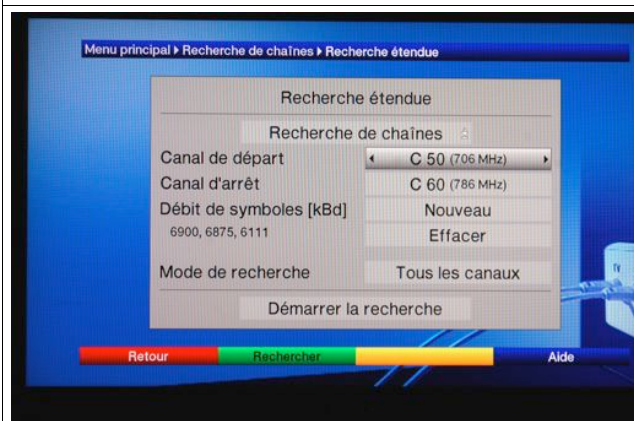 Menu principal ▸ Recherche de chaînes ▸ Recherche étendue
Recherche étendue
Recherche de chaînes
Canal de départ ◂ C 50 (706 MHz) ▸
Canal d'arrêt C 60 (786 MHz)
Débit de symboles [kBd] Nouveau
6900, 6875, 6111 Effacer
Mode de recherche Tous les canaux
Démarrer la recherche
TV
Retour Rechercher Aide